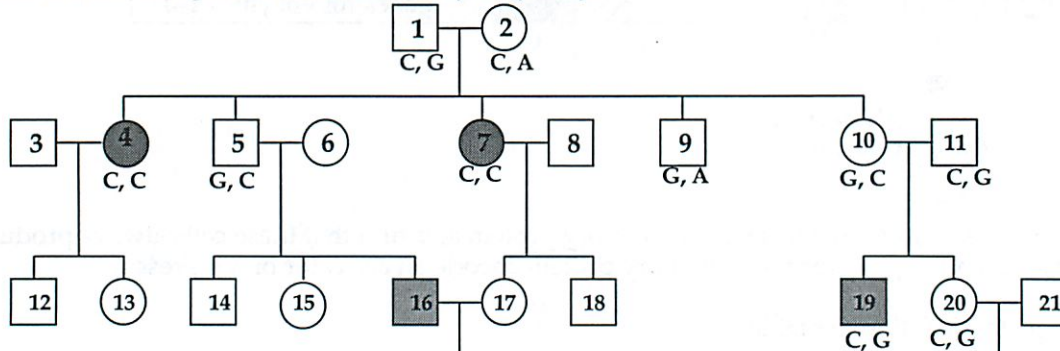 1 2
C, G C, A
3 4 5 6 7 8 9 10 11
C, C G, C C, C G, A G, C C, G
12 13 14 15 16 17 18 19 20 21
C, G C, G